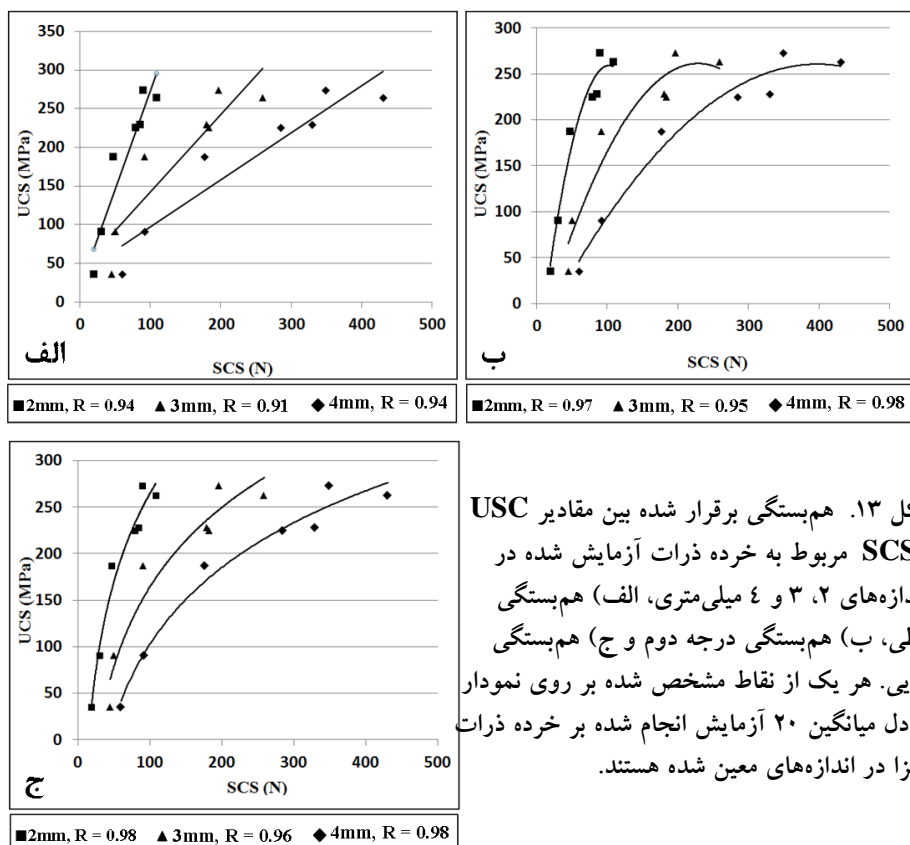 350
300
250
200
150
100
50
0
UCS (MPa)
0 100 200 300 400 500
SCS (N)
الف
■2mm, R = 0.94 ▲3mm, R = 0.91 ◆4mm, R = 0.94
300
250
200
150
100
50
0
UCS (MPa)
0 100 200 300 400 500
SCS (N)
ب
■2mm, R = 0.97 ▲3mm, R = 0.95 ◆4mm, R = 0.98
300
250
200
150
100
50
0
UCS (MPa)
0 100 200 300 400 500
SCS (N)
ج
■2mm, R = 0.98 ▲3mm, R = 0.96 ◆4mm, R = 0.98
کل ۱۳. هم‌بستگی برقرار شده بین مقادیر USC
SCS مربوط به خرده ذرات آزمایش شده در
دازه‌های ۲، ۳ و ٤ میلی‌متری، الف) هم‌بستگی
لی، ب) هم‌بستگی درجه دوم و ج) هم‌بستگی
یی. هر یک از نقاط مشخص شده بر روی نمودار
دل میانگین ۲۰ آزمایش انجام شده بر خرده ذرات
زا در اندازه‌های معین شده هستند.